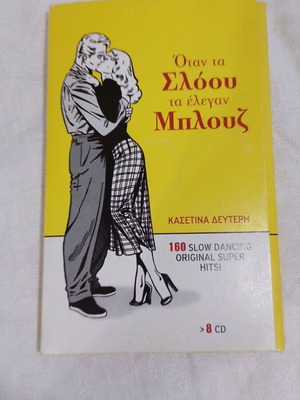 Όταν τα
Σλόου
τα έλεγαν
Μπλουζ
ΚΑΣΕΤΙΝΑ ΔΕΥΤΕΡΗ
160 SLOW DANCING
ORIGINAL SUPER
HITS!
> 8 CD